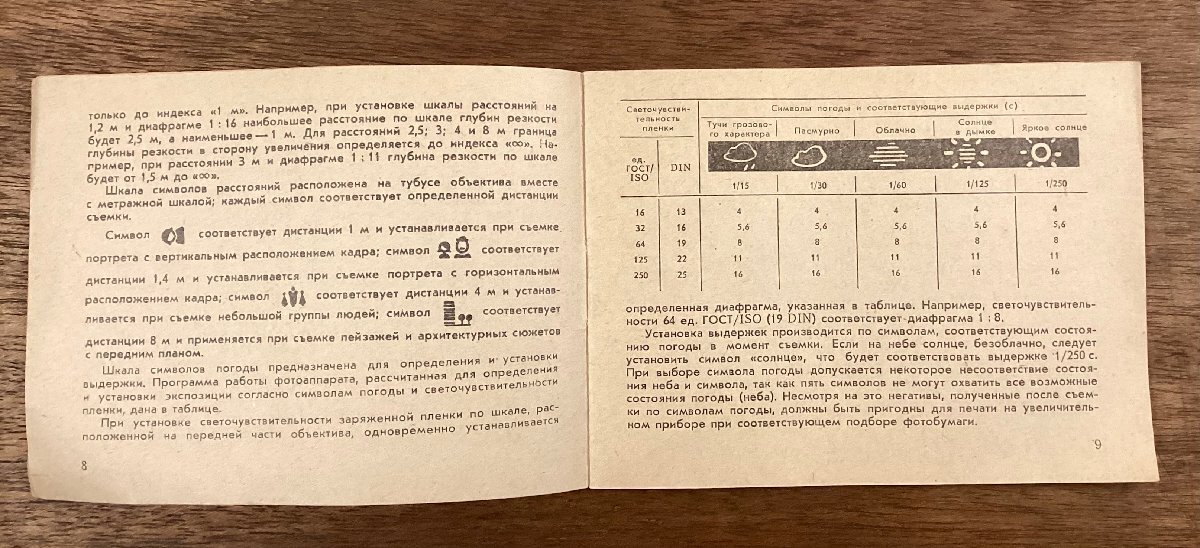 только до индекса «1 м». Например, при установке шкалы расстояний на
1,2 м и диафрагме 1 : 16 наибольшее расстояние по шкале глубин резкости
будет 2,5 м, а наименьшее — 1 м. Для расстояний 2,5; 3; 4 и 8 м граница
глубины резкости в сторону увеличения определяется до индекса «∞». На-
пример, при расстоянии 3 м и диафрагме 1 : 11 глубина резкости по шкале
будет от 1,5 м до «∞».
Шкала символов расстояний расположена на тубусе объектива вместе
с метражной шкалой; каждый символ соответствует определенной дистанции
съемки.
Символ соответствует дистанции 1 м и устанавливается при съемке
портрета с вертикальным расположением кадра; символ соответствует
дистанции 1,4 м и устанавливается при съемке портрета с горизонтальным
расположением кадра; символ соответствует дистанции 4 м и устанав-
ливается при съемке небольшой группы людей; символ соответствует
дистанции 8 м и применяется при съемке пейзажей и архитектурных сюжетов
с передним планом.
Шкала символов погоды предназначена для определения и установки
выдержки. Программа работы фотоаппарата, рассчитанная для определения
и установки экспозиции согласно символам погоды и светочувствительности
пленки, дана в таблице.
При установке светочувствительности заряженной пленки по шкале, рас-
положенной на передней части объектива, одновременно устанавливается
8
Светочувстви-
тельность
пленки
Символы погоды и соответствующие выдержки (с)
Тучи грозово-
го характера
Пасмурно
Облачно
Солнце
в дымке
Яркое солнце
ед.
ГОСТ/
ISO
DIN
1/15 1/30 1/60 1/125 1/250
16 13 4 4 4 4 4
32 16 5,6 5,6 5,6 5,6 5,6
64 19 8 8 8 8 8
125 22 11 11 11 11 11
250 25 16 16 16 16 16
определенная диафрагма, указанная в таблице. Например, светочувствитель-
ности 64 ед. ГОСТ/ISO (19 DIN) соответствует диафрагма 1 : 8.
Установка выдержек производится по символам, соответствующим состоя-
нию погоды в момент съемки. Если на небе солнце, безоблачно, следует
установить символ «солнце», что будет соответствовать выдержке 1/250 с.
При выборе символа погоды допускается некоторое несоответствие состоя-
ния неба и символа, так как пять символов не могут охватить все возможные
состояния погоды (неба). Несмотря на это негативы, полученные после съем-
ки по символам погоды, должны быть пригодны для печати на увеличитель-
ном приборе при соответствующем подборе фотобумаги.
9